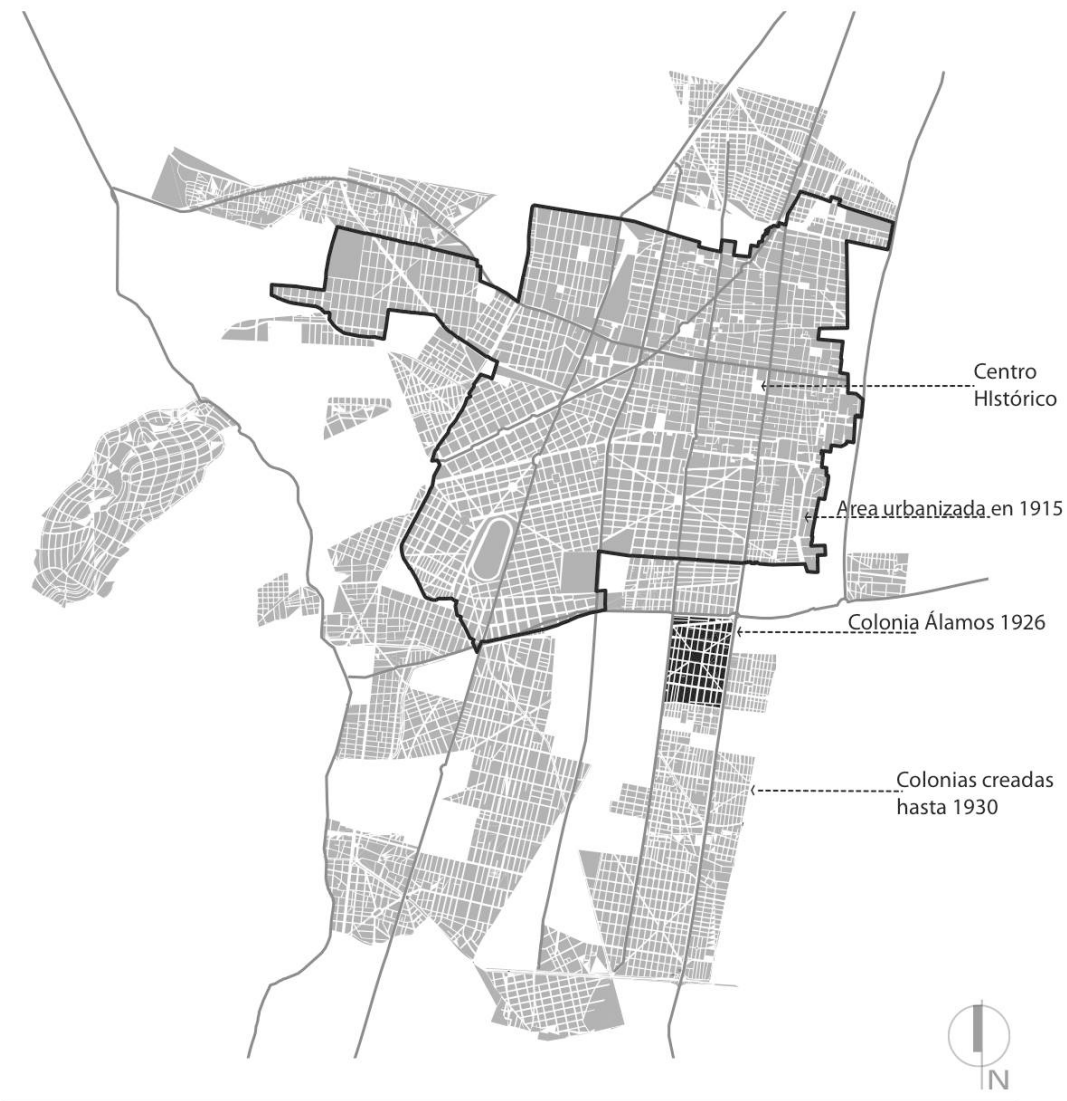 Centro
HIstórico
Area urbanizada en 1915
Colonia Álamos 1926
Colonias creadas
hasta 1930
N